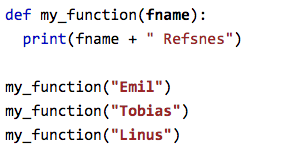 def my_function(fname):
  print(fname + " Refsnes")

my_function("Emil")
my_function("Tobias")
my_function("Linus")